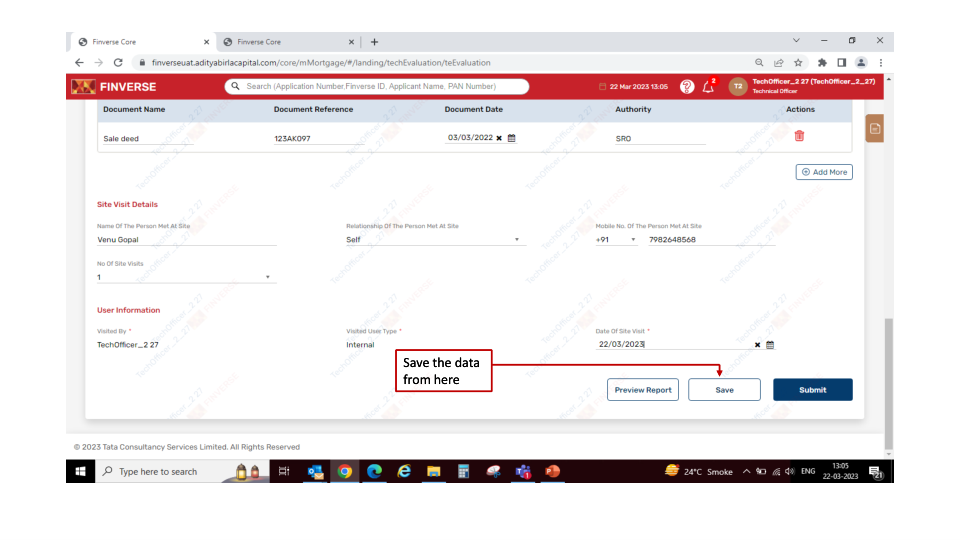 Finverse Core
Finverse Core
finverseuat.adityabirlacapital.com/core/mMortgage/#/landing/techEvaluation/teEvaluation
FINVERSE
Search (Application Number,Finverse ID, Applicant Name, PAN Number)
22 Mar 2023 13:05
2
T2
TechOfficer_2 27 (TechOfficer_2_27)
Technical Officer
Document Name Document Reference Document Date Authority Actions
Sale deed 123AK097 03/03/2022 SRO
Add More
Site Visit Details
Name Of The Person Met At Site Relationship Of The Person Met At Site Mobile No. Of The Person Met At Site
Venu Gopal Self +91 7982648568
No Of Site Visits
1
User Information
Visited By * Visited User Type * Date Of Site Visit *
TechOfficer_2 27 Internal 22/03/2023
Save the data
from here
Preview Report Save Submit
© 2023 Tata Consultancy Services Limited. All Rights Reserved
Type here to search
24°C Smoke ENG
13:05
22-03-2023
21